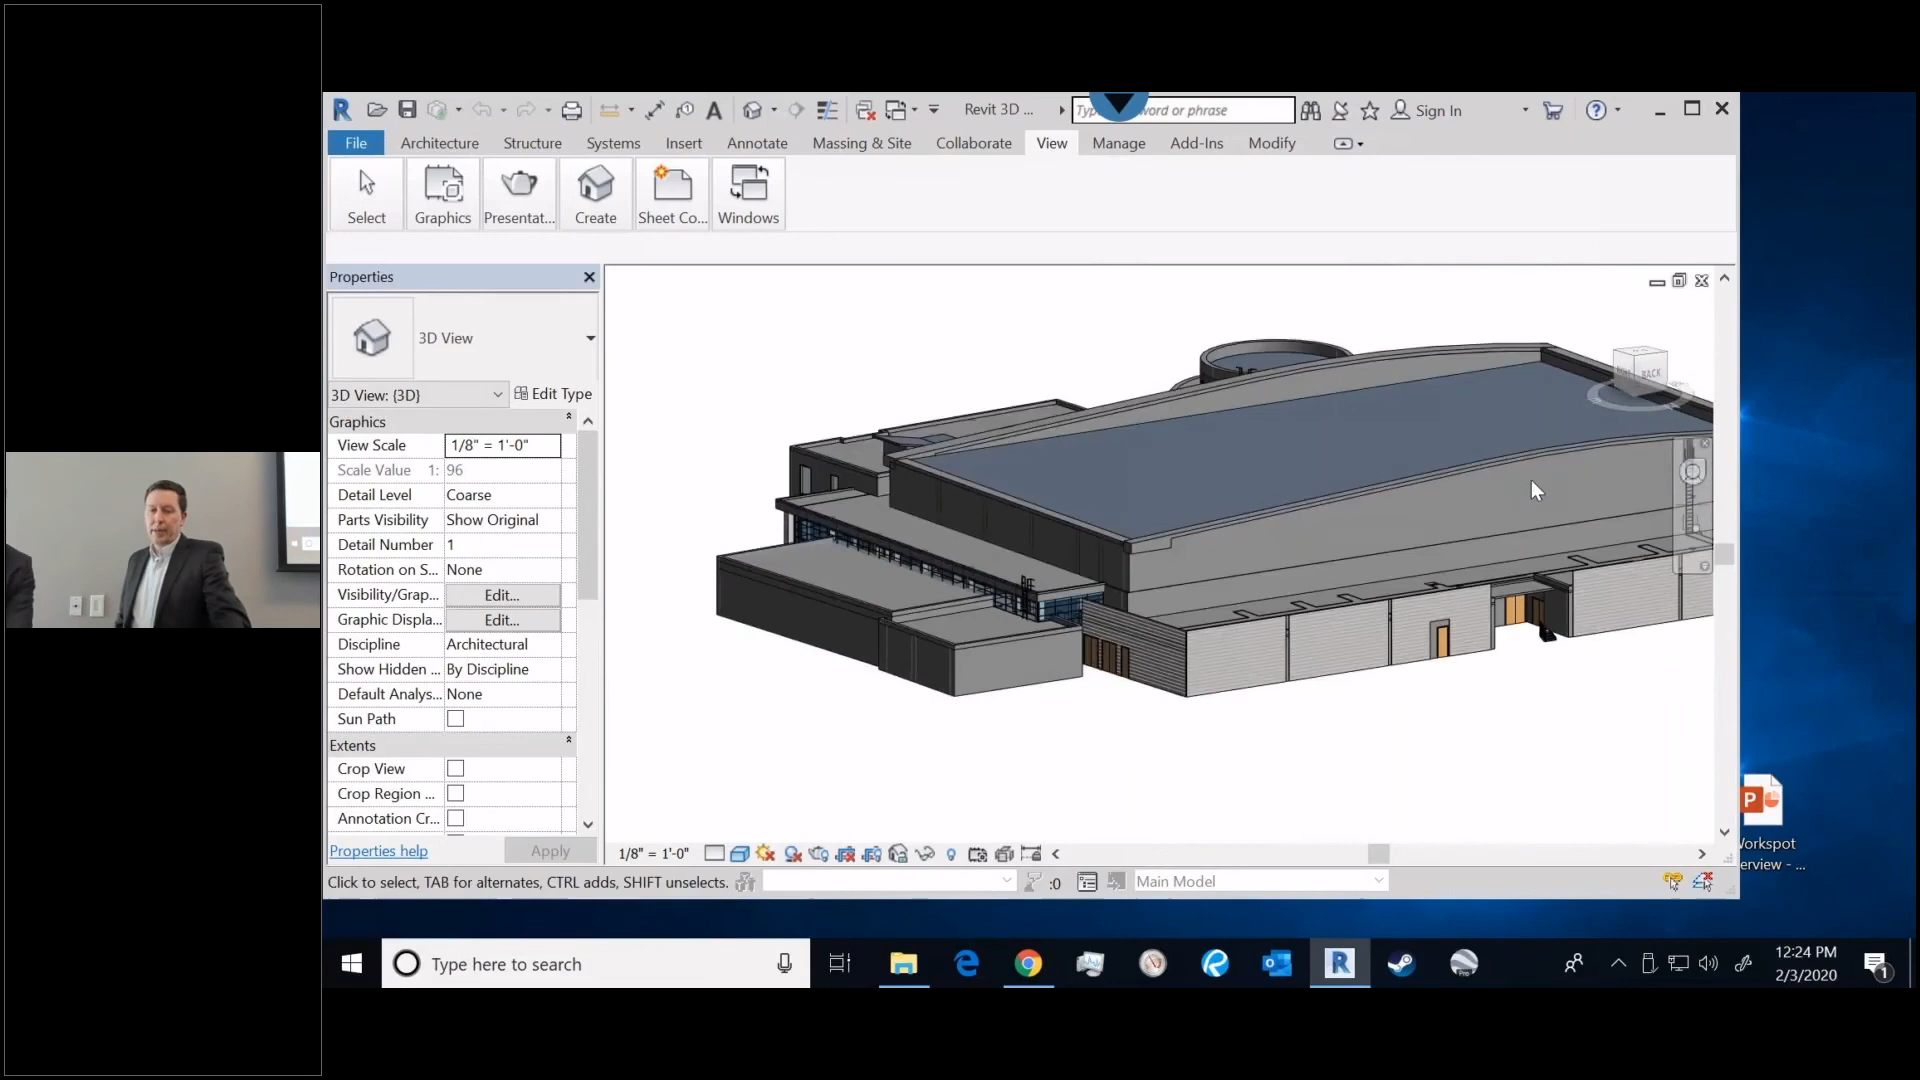 Revit 3D ...
Type
word or phrase
Sign In
File
Architecture
Structure
Systems
Insert
Annotate
Massing & Site
Collaborate
View
Manage
Add-Ins
Modify
Select
Graphics
Presentat...
Create
Sheet Co...
Windows
Properties
3D View
3D View: {3D}
Edit Type
Graphics
View Scale 1/8" = 1'-0"
Scale Value 1: 96
Detail Level Coarse
Parts Visibility Show Original
Detail Number 1
Rotation on S... None
Visibility/Grap... Edit...
Graphic Displa... Edit...
Discipline Architectural
Show Hidden ... By Discipline
Default Analys... None
Sun Path
Extents
Crop View
Crop Region ...
Annotation Cr...
Properties help
Apply
BACK
1/8" = 1'-0"
Click to select, TAB for alternates, CTRL adds, SHIFT unselects.
:0
Main Model
Workspot
erview - ...
Type here to search
12:24 PM
2/3/2020
1